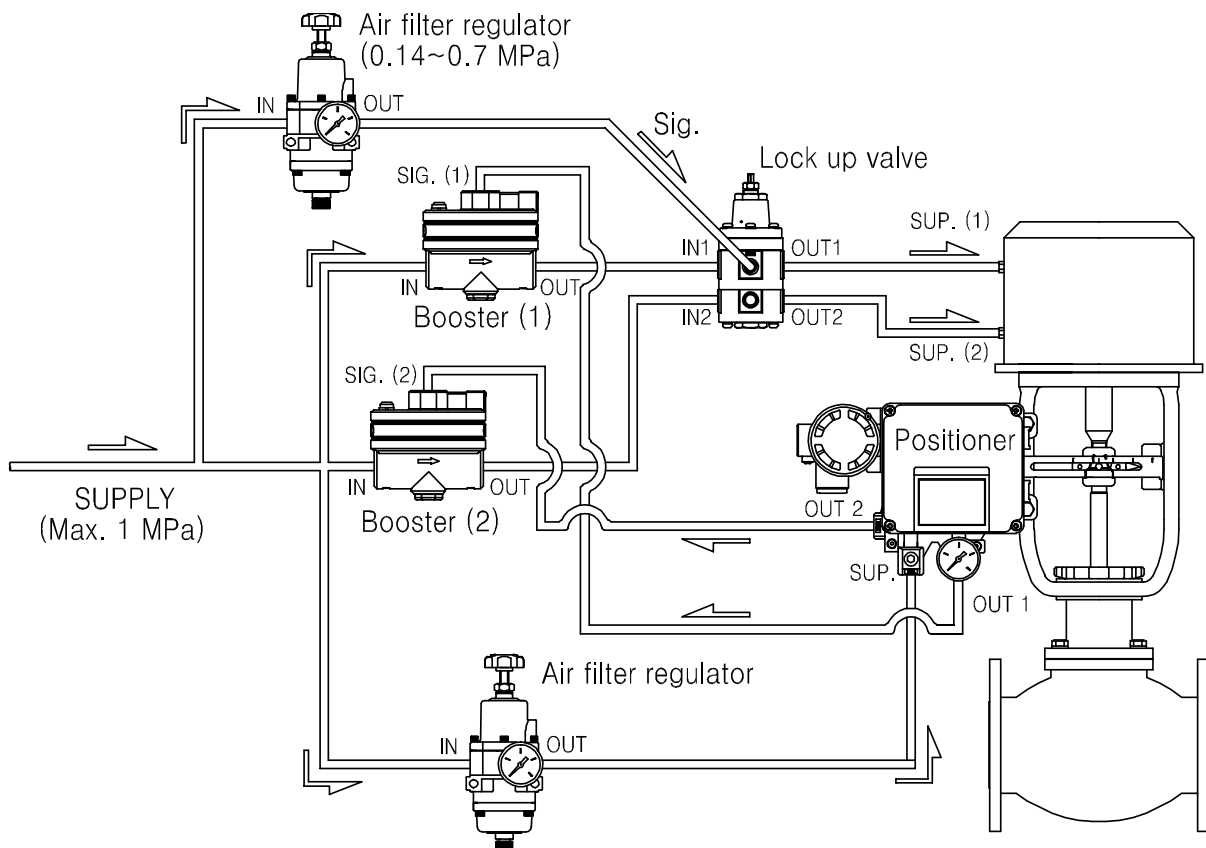 Air filter regulator
(0.14~0.7 MPa)
IN
OUT
Sig.
Lock up valve
SIG. (1)
SUP. (1)
IN1
OUT1
IN
OUT
Booster (1)
IN2
OUT2
SUP. (2)
SIG. (2)
Positioner
SUPPLY
(Max. 1 MPa)
IN
OUT
Booster (2)
OUT 2
SUP.
OUT 1
Air filter regulator
IN
OUT